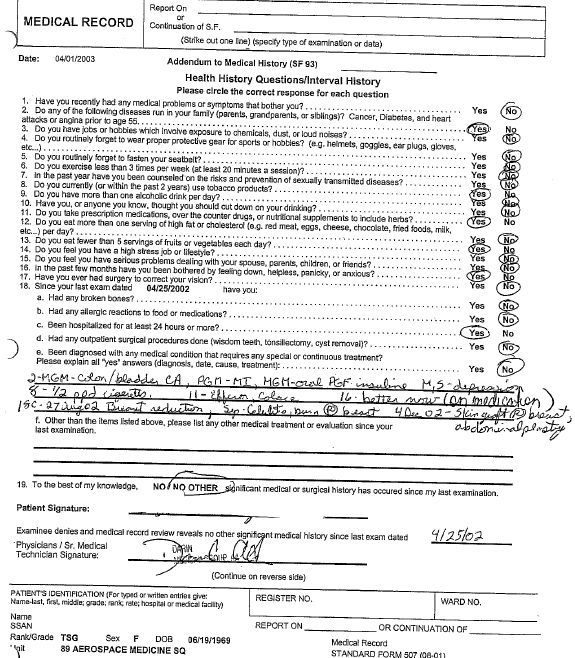 MEDICAL RECORD
Report On
or
Continuation of S.F.
(Strike out one line) (specify type of examination or data)
Date: 04/01/2003 Addendum to Medical History (SF 93)
Health History Questions/Interval History
Please circle the correct response for each question
1. Have you recently had any medical problems or symptoms that bother you? Yes No
2. Do any of the following diseases run in your family (parents, grandparents, or siblings)? Cancer, Diabetes, and heart
attacks or angina prior to age 55. Yes No
3. Do you have jobs or hobbies which involve exposure to chemicals, dust, or loud noises? Yes No
4. Do you routinely forget to wear proper protective gear for sports or hobbies? (e.g. helmets, goggles, ear plugs, gloves,
etc...) Yes No
5. Do you routinely forget to fasten your seatbelt? Yes No
6. Do you exercise less than 3 times per week (at least 20 minutes a session)? Yes No
7. In the past year have you been counseled on the risks and prevention of sexually transmitted diseases? Yes No
8. Do you currently (or within the past 2 years) use tobacco products? Yes No
9. Do you have more than one alcoholic drink per day? Yes No
10. Have you, or anyone you know, thought you should cut down on your drinking? Yes No
11. Do you take prescription medications, over the counter drugs, or nutritional supplements to include herbs? Yes No
12. Do you eat more than one serving of high fat or cholesterol (e.g. red meat, eggs, cheese, chocolate, fried foods, milk,
etc...) per day? Yes No
13. Do you eat fewer than 5 servings of fruits or vegetables each day? Yes No
14. Do you feel you have a high stress job or lifestyle? Yes No
15. Do you feel you have serious problems dealing with your spouse, parents, children, or friends? Yes No
16. In the past few months have you been bothered by feeling down, helpless, panicky, or anxious? Yes No
17. Have you ever had surgery to correct your vision? Yes No
18. Since your last exam dated 04/25/2002 have you:
a. Had any broken bones? Yes No
b. Had any allergic reactions to food or medications? Yes No
c. Been hospitalized for at least 24 hours or more? Yes No
d. Had any outpatient surgical procedures done (wisdom teeth, tonsillectomy, cyst removal)? Yes No
e. Been diagnosed with any medical condition that requires any special or continuous treatment? Yes No
Please explain all "yes" answers (diagnosis, date, cause, treatment):
2-MGM-Colon/bladder CA, PGM-MI, MGM-oral PGF insuline M,S-depression
8-1/2 ppd 11-Effexor, Colace 16. better now (on medication)
18C-27Aug02 Breast reduction, breast 4Dec02-Skin graft (R) breast,
abdominalplasty
f. Other than the items listed above, please list any other medical treatment or evaluation since your
last examination.
19. To the best of my knowledge, NO / NO OTHER significant medical or surgical history has occured since my last examination.
Patient Signature:
Examinee denies and medical record review reveals no other significant medical history since last exam dated 4/25/02
Physicians / Sr. Medical
Technician Signature:
(Continue on reverse side)
PATIENT'S IDENTIFICATION (For typed or written entries give:
Name-last, first, middle; grade; rank; rate; hospital or medical facility)
REGISTER NO. WARD NO.
Name
SSAN
REPORT ON OR CONTINUATION OF
Rank/Grade TSG Sex F DOB 06/19/1969
Unit 89 AEROSPACE MEDICINE SQ
Medical Record
STANDARD FORM 507 (06-01)